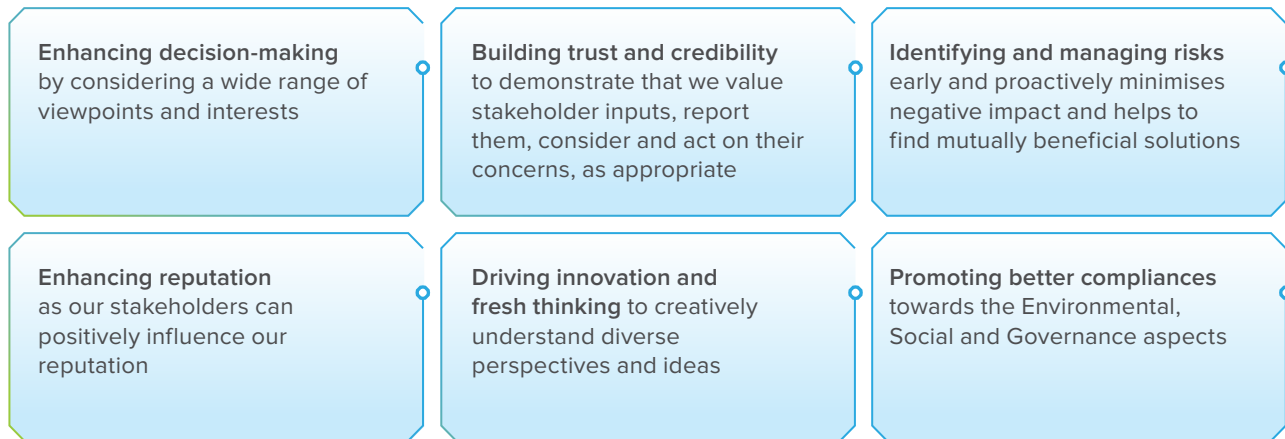 Enhancing decision-making
by considering a wide range of
viewpoints and interests
Building trust and credibility
to demonstrate that we value
stakeholder inputs, report
them, consider and act on their
concerns, as appropriate
Identifying and managing risks
early and proactively minimises
negative impact and helps to
find mutually beneficial solutions
Enhancing reputation
as our stakeholders can
positively influence our
reputation
Driving innovation and
fresh thinking to creatively
understand diverse
perspectives and ideas
Promoting better compliances
towards the Environmental,
Social and Governance aspects